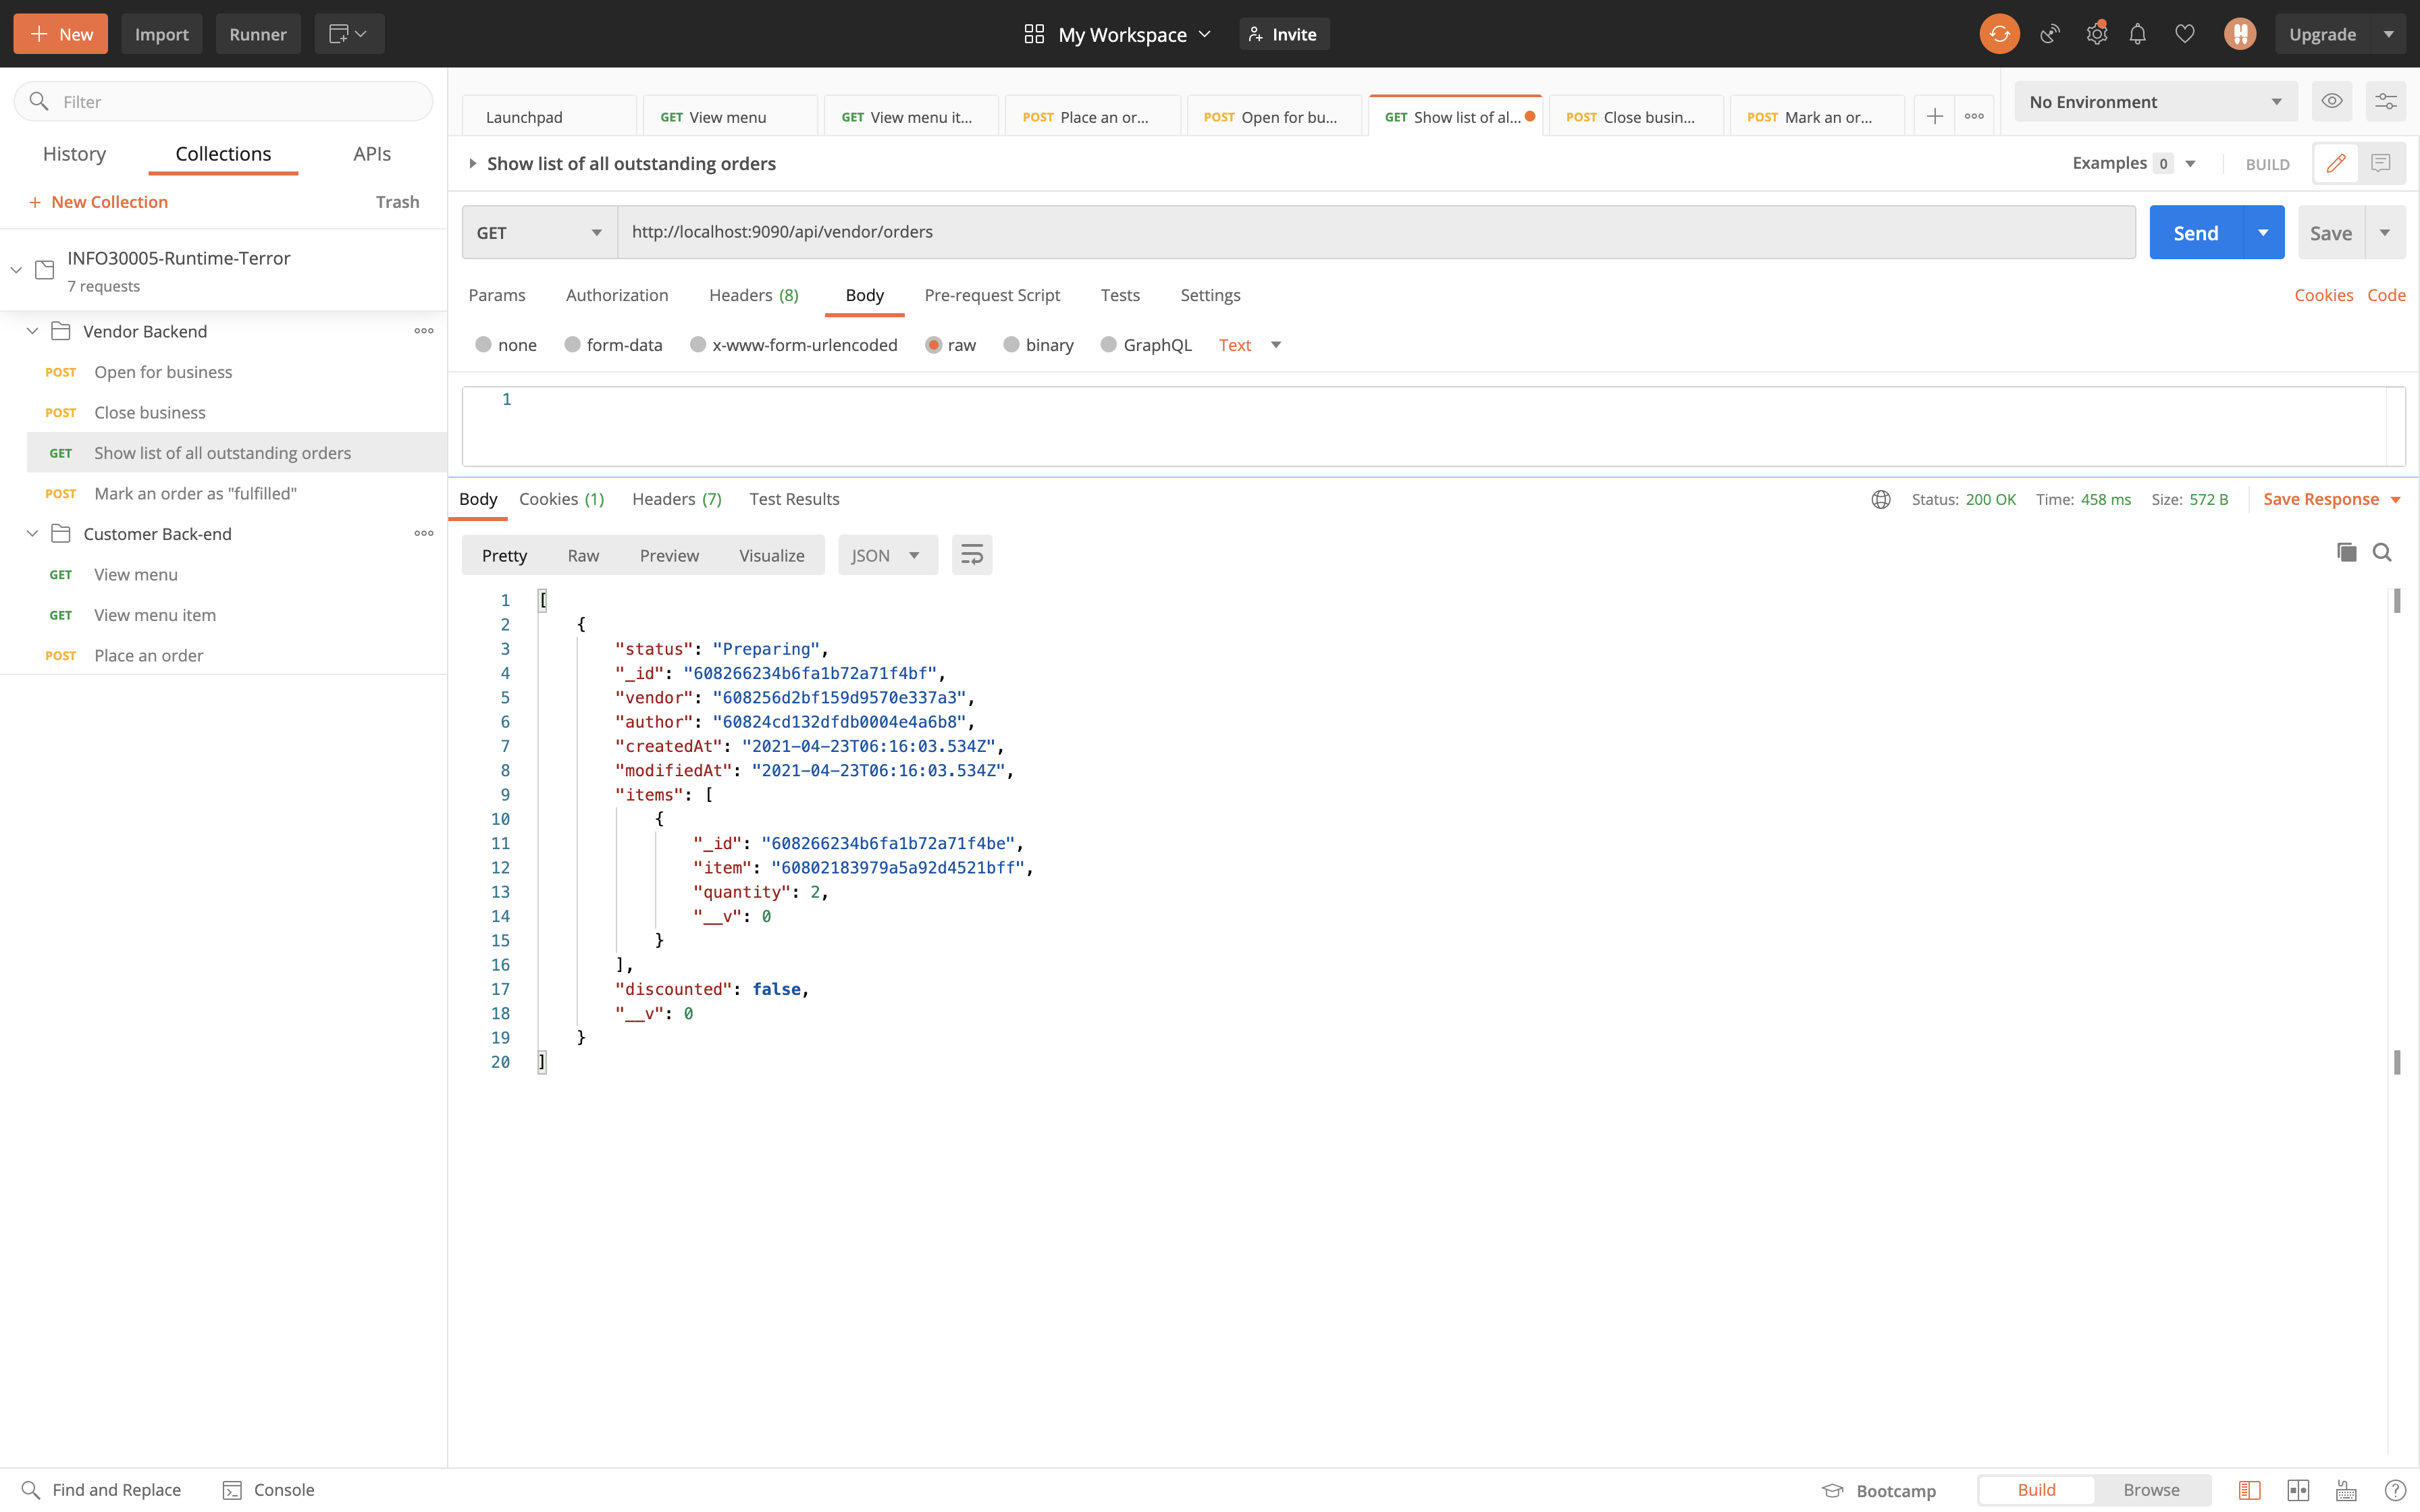 New
Import
Runner
My Workspace
Invite
Upgrade
Filter
History
Collections
APIs
New Collection
Trash
INFO30005-Runtime-Terror
7 requests
Vendor Backend
POST Open for business
POST Close business
GET Show list of all outstanding orders
POST Mark an order as "fulfilled"
Customer Back-end
GET View menu
GET View menu item
POST Place an order
Launchpad
GET View menu
GET View menu it...
POST Place an or...
POST Open for bu...
GET Show list of al...
POST Close busin...
POST Mark an or...
No Environment
Show list of all outstanding orders
Examples 0
BUILD
GET
http://localhost:9090/api/vendor/orders
Send
Save
Params
Authorization
Headers (8)
Body
Pre-request Script
Tests
Settings
Cookies
Code
none
form-data
x-www-form-urlencoded
raw
binary
GraphQL
Text
1
Body
Cookies (1)
Headers (7)
Test Results
Status: 200 OK
Time: 458 ms
Size: 572 B
Save Response
Pretty
Raw
Preview
Visualize
JSON
1 [
2 {
3 "status": "Preparing",
4 "_id": "608266234b6fa1b72a71f4bf",
5 "vendor": "608256d2bf159d9570e337a3",
6 "author": "60824cd132dfdb0004e4a6b8",
7 "createdAt": "2021-04-23T06:16:03.534Z",
8 "modifiedAt": "2021-04-23T06:16:03.534Z",
9 "items": [
10 {
11 "_id": "608266234b6fa1b72a71f4be",
12 "item": "60802183979a5a92d4521bff",
13 "quantity": 2,
14 "__v": 0
15 }
16 ],
17 "discounted": false,
18 "__v": 0
19 }
20 ]
Find and Replace
Console
Bootcamp
Build
Browse